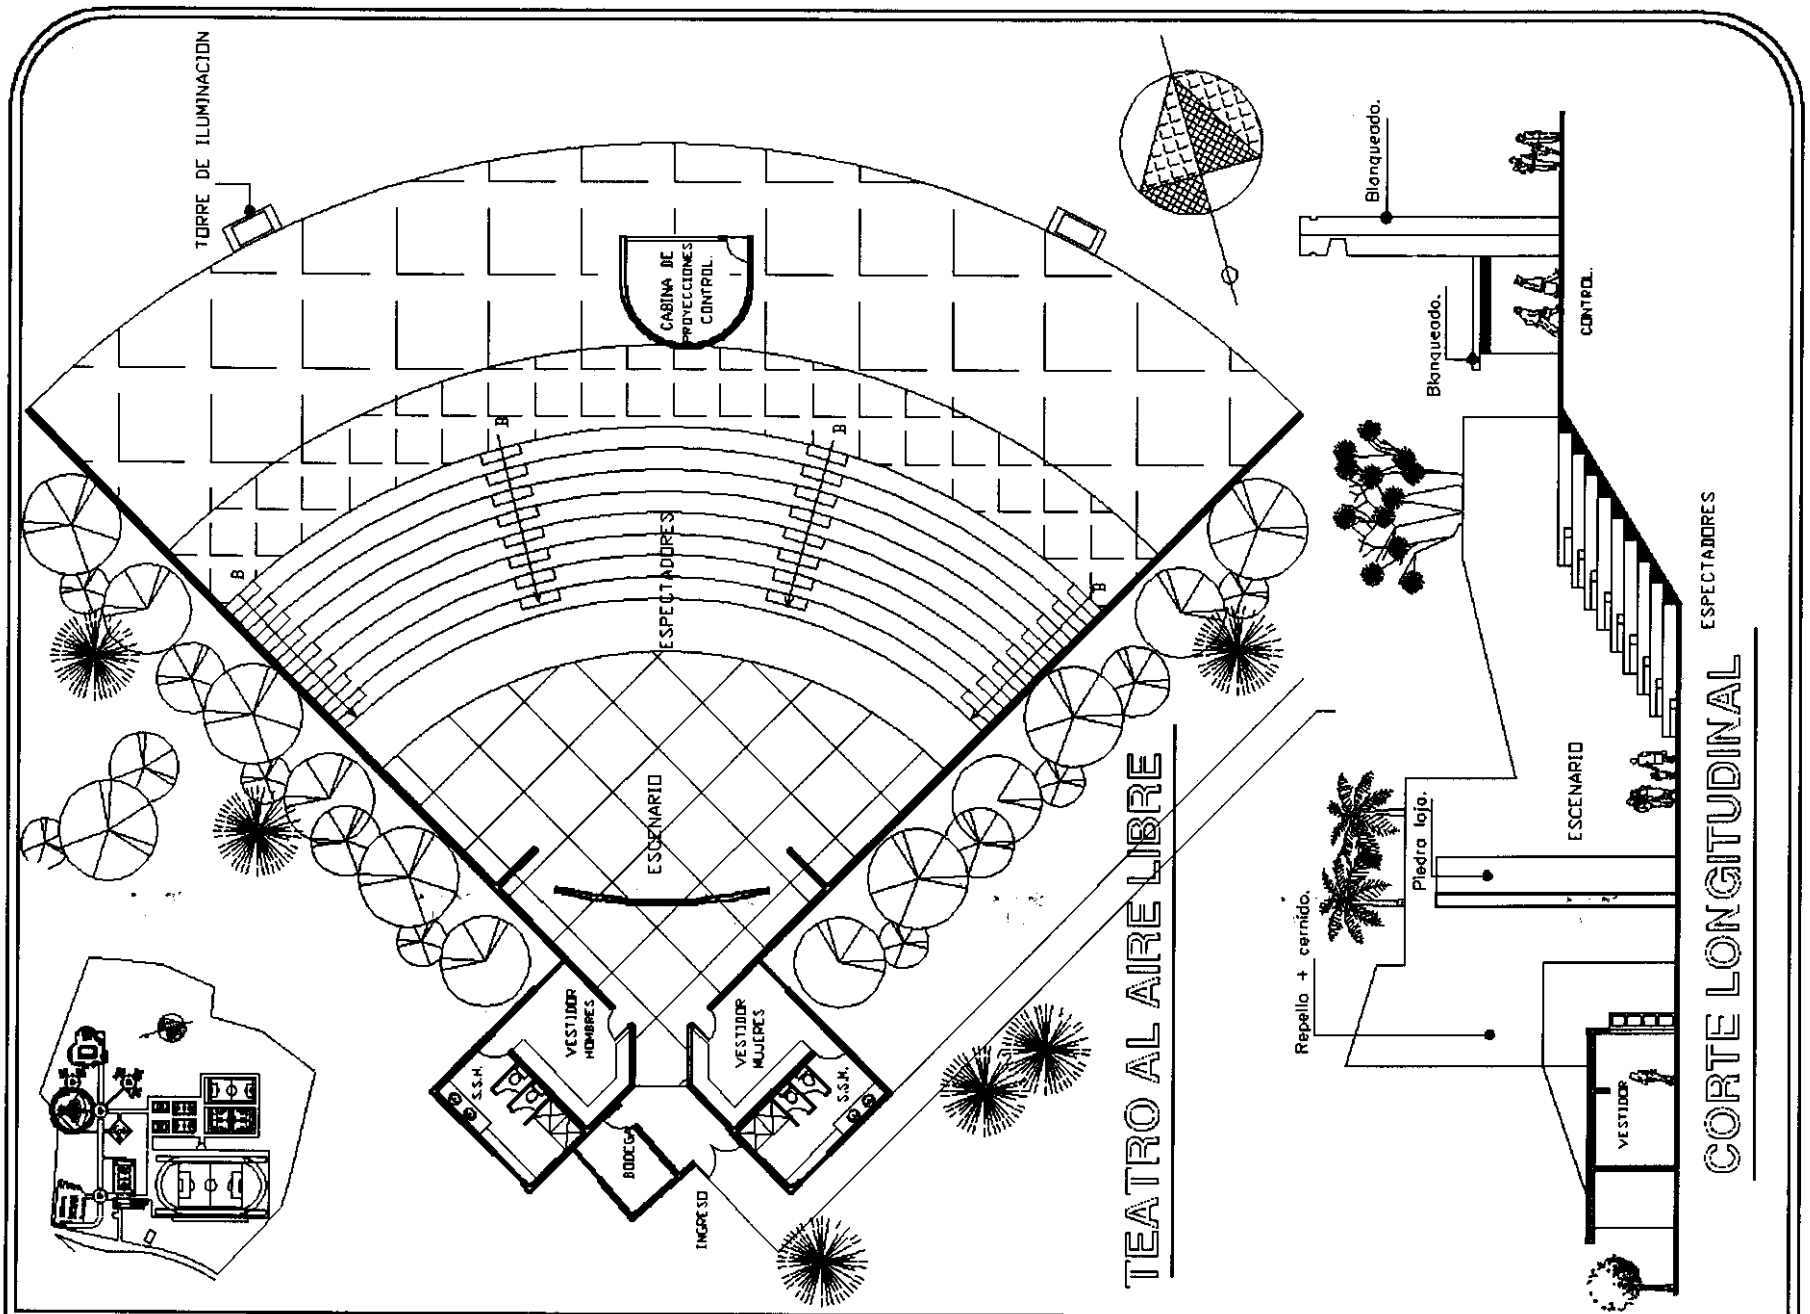 TORRE DE ILUMINACION
CABINA DE
PROYECCIONES
CONTROL.
B
B
B
B
ESPECTADORES
ESCENARIO
VESTIDOR
HOMBRES
VESTIDOR
MUJERES
S.S.H.
S.S.M.
BODEGA
INGRESO
TEATRO AL AIRE LIBRE
Blanqueado.
Blanqueado.
CONTROL.
ESPECTADORES
ESCENARIO
Piedra laja.
Repello + cernido.
VESTIDOR
CORTE LONGITUDINAL